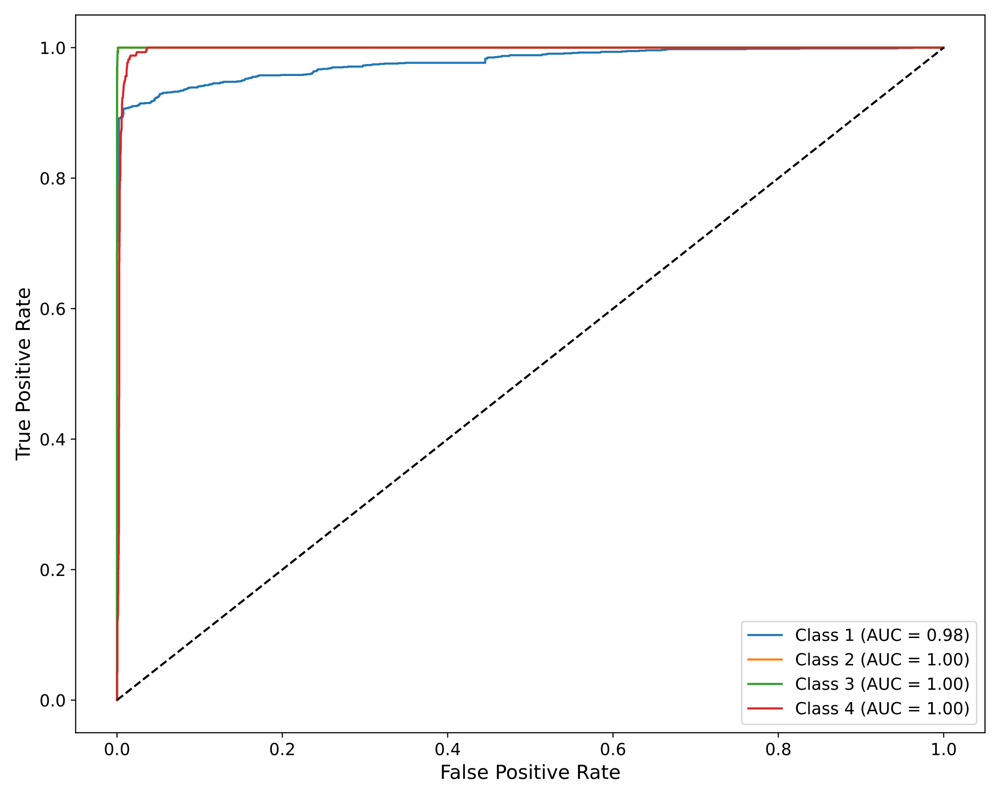 1.0
0.8
0.6
0.4
0.2
0.0
True Positive Rate
0.0 0.2 0.4 0.6 0.8 1.0
False Positive Rate
Class 1 (AUC = 0.98)
Class 2 (AUC = 1.00)
Class 3 (AUC = 1.00)
Class 4 (AUC = 1.00)